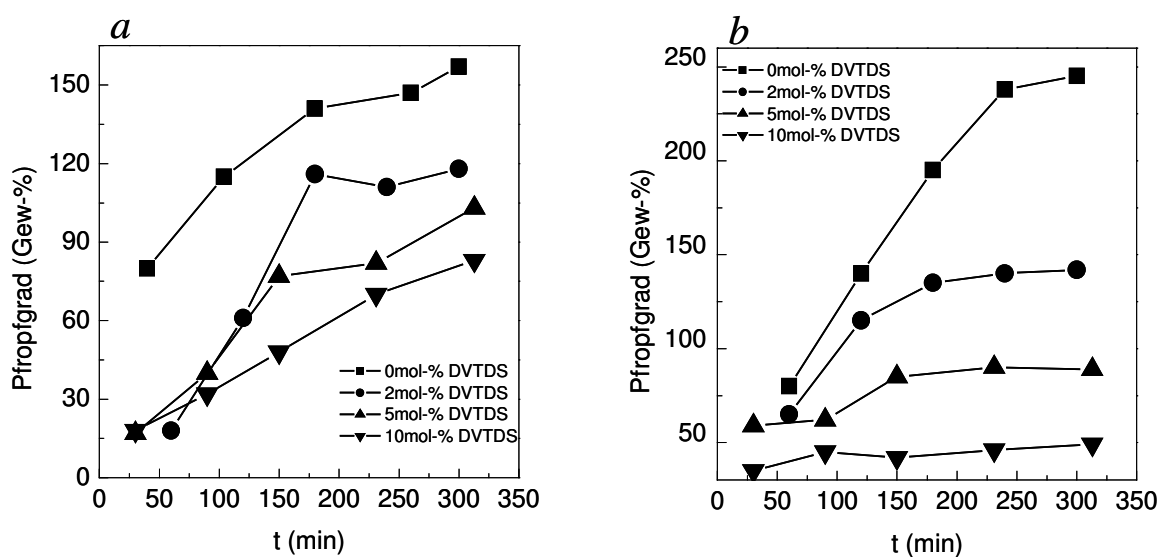 a
Pfropfgrad (Gew-%)
150
120
90
60
30
0
0mol-% DVTDS
2mol-% DVTDS
5mol-% DVTDS
10mol-% DVTDS
0 50 100 150 200 250 300 350
t (min)
b
Pfropfgrad (Gew-%)
250
200
150
100
50
0mol-% DVTDS
2mol-% DVTDS
5mol-% DVTDS
10mol-% DVTDS
0 50 100 150 200 250 300 350
t (min)